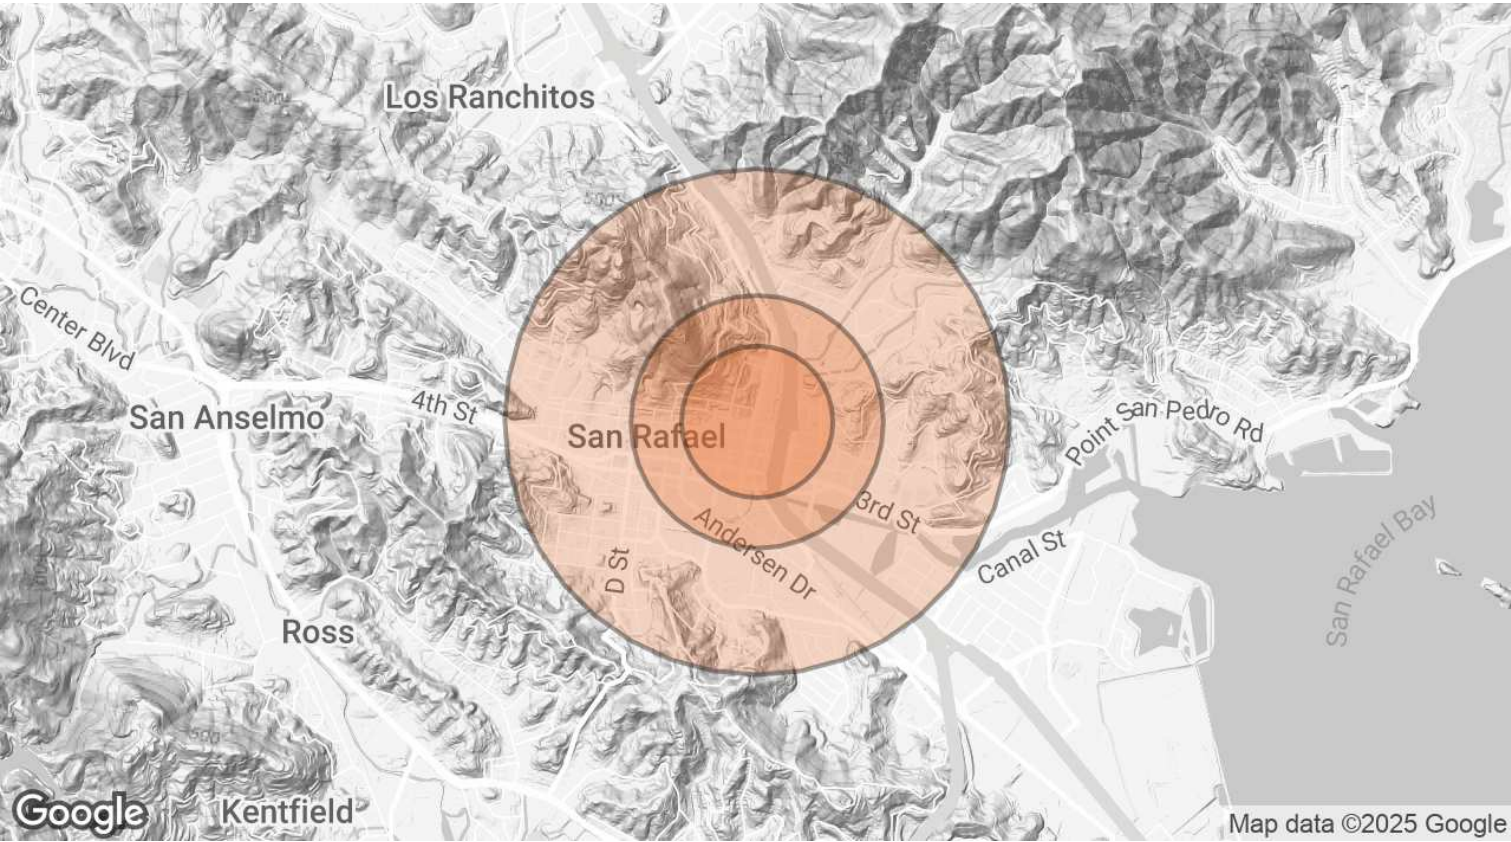 Los Ranchitos
Center Blvd
San Anselmo
4th St
San Rafael
Point San Pedro Rd
3rd St
Andersen Dr
D St
Canal St
San Rafael Bay
Ross
Kentfield
Google
Map data ©2025 Google